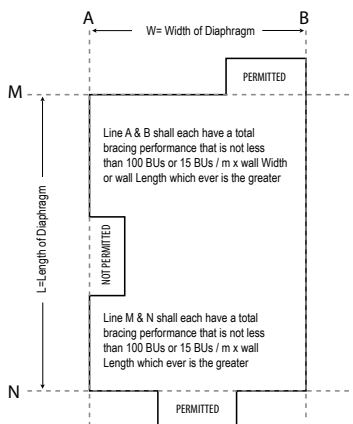 A
B
W= Width of Diaphragm
PERMITTED
M
Line A & B shall each have a total
bracing performance that is not less
than 100 BUs or 15 BUs / m x wall Width
or wall Length which ever is the greater
L=Length of Diaphragm
NOT PERMITTED
Line M & N shall each have a total
bracing performance that is not less
than 100 BUs or 15 BUs / m x wall
Length which ever is the greater
N
PERMITTED